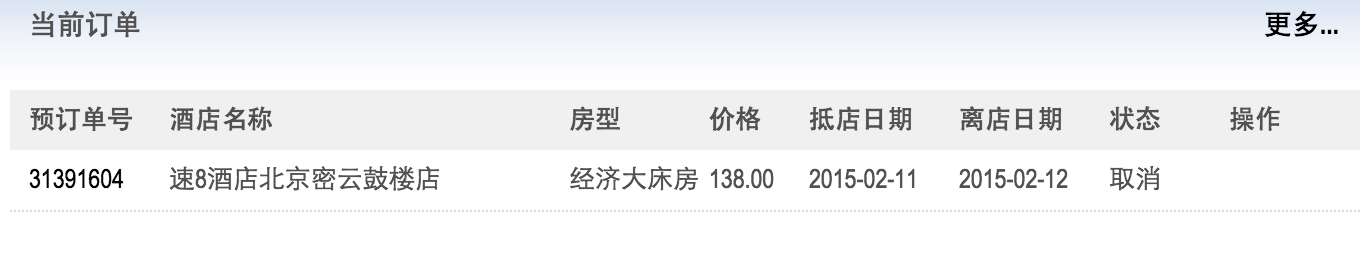 当前订单 更多...
预订单号 酒店名称 房型 价格 抵店日期 离店日期 状态 操作
31391604 速8酒店北京密云鼓楼店 经济大床房 138.00 2015-02-11 2015-02-12 取消